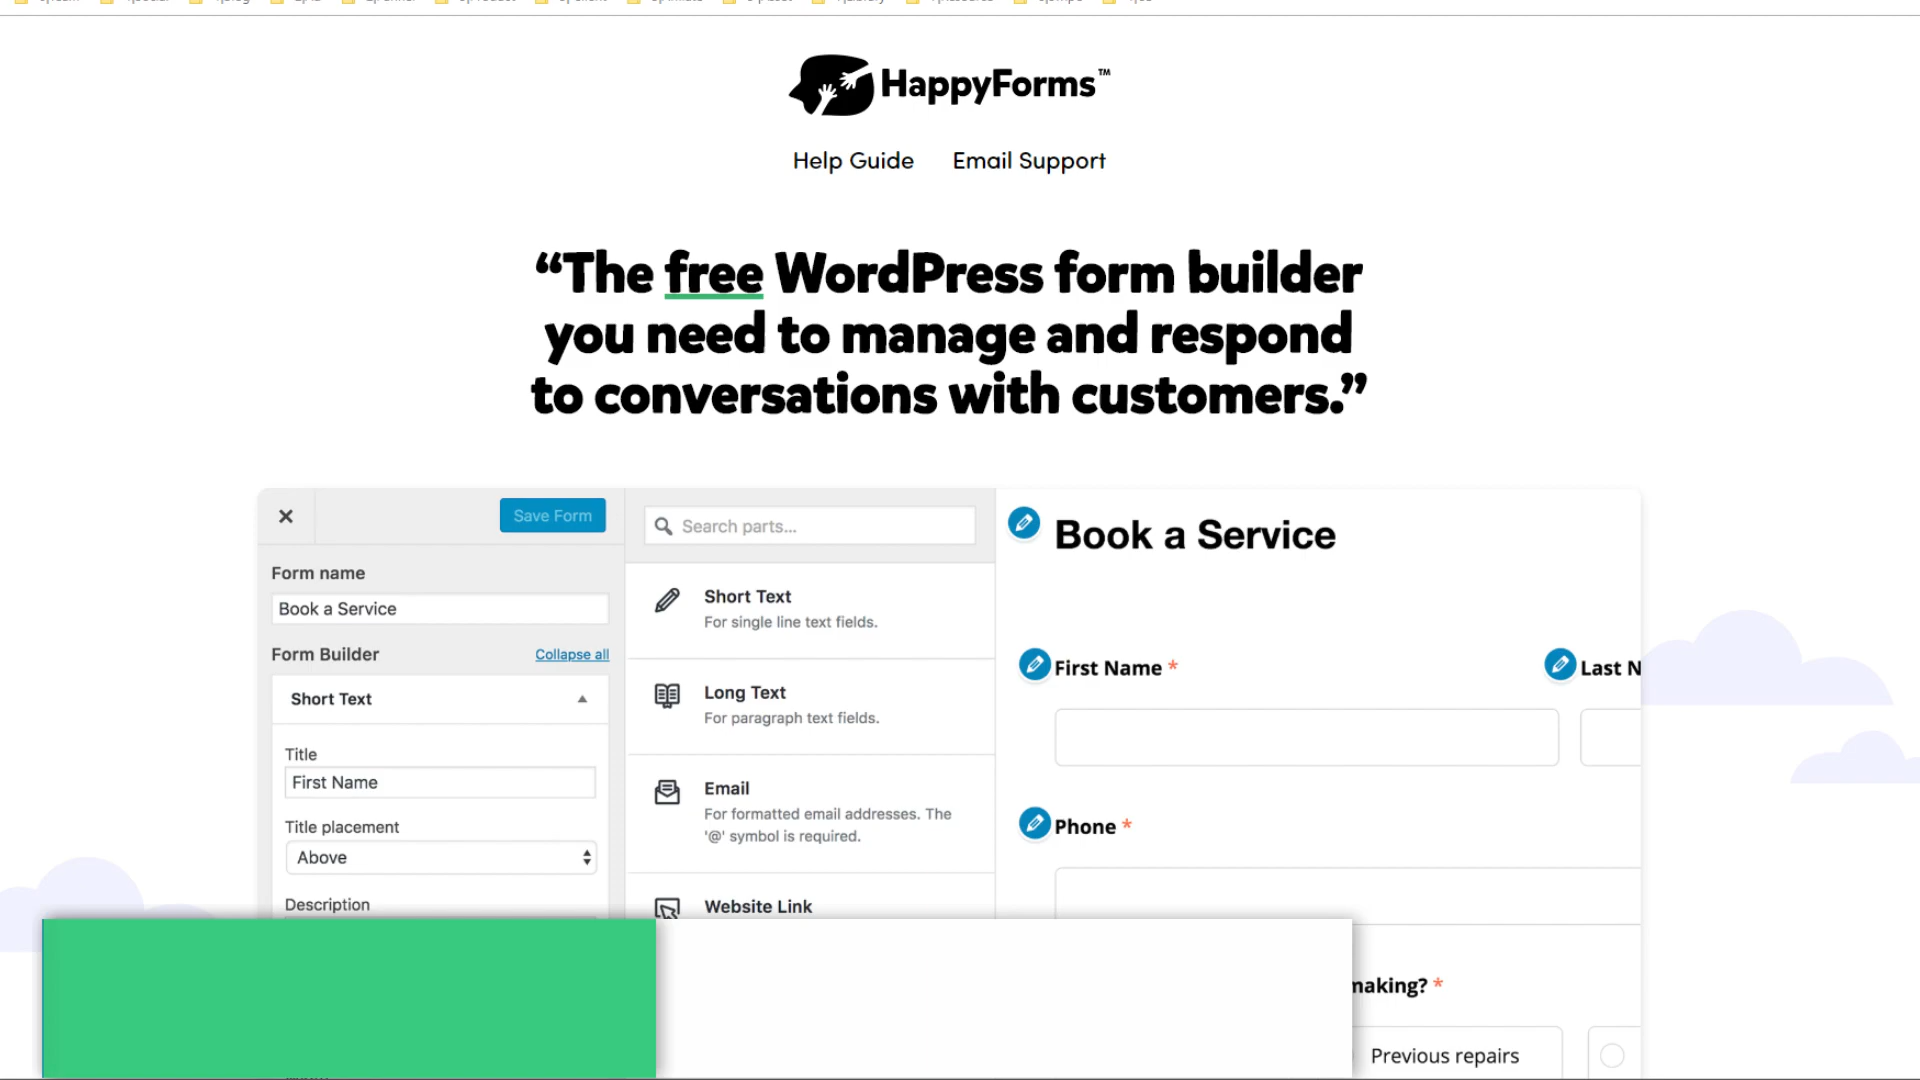 HappyForms™
Help Guide Email Support
“The free WordPress form builder
you need to manage and respond
to conversations with customers.”
Save Form
Form name
Book a Service
Form Builder Collapse all
Short Text
Title
First Name
Title placement
Above
Description
Search parts...
Short Text
For single line text fields.
Long Text
For paragraph text fields.
Email
For formatted email addresses. The
'@' symbol is required.
Website Link
Book a Service
First Name *
Last N
Phone *
making? *
Previous repairs